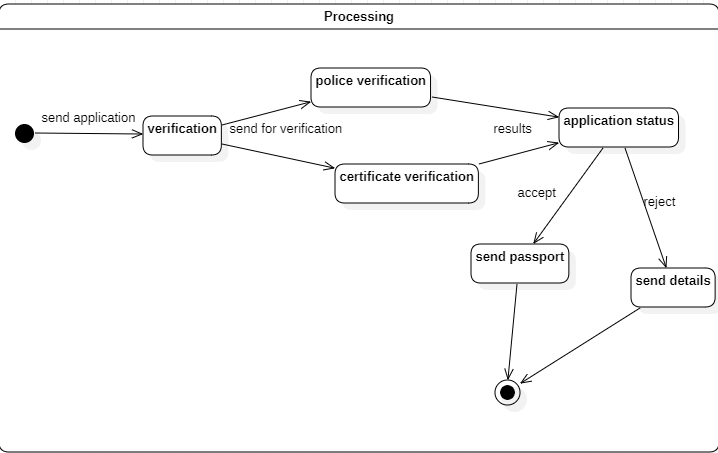 Processing
police verification
send application
verification
send for verification
results
application status
certificate verification
accept
reject
send passport
send details